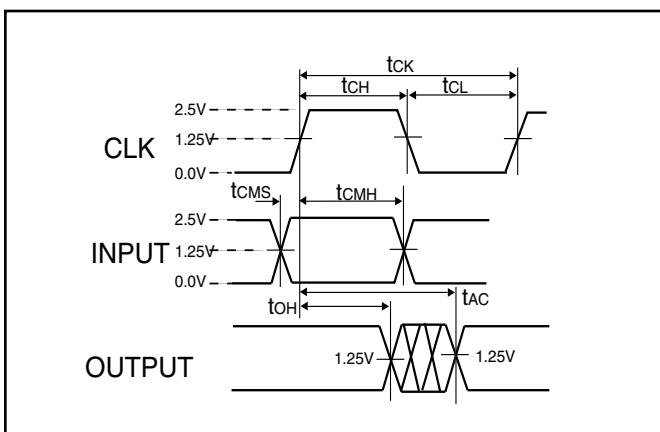 tCK
tCH tCL
2.5V
1.25V
CLK
0.0V
tCMS tCMH
2.5V
INPUT 1.25V
0.0V
tOH tAC
1.25V 1.25V
OUTPUT